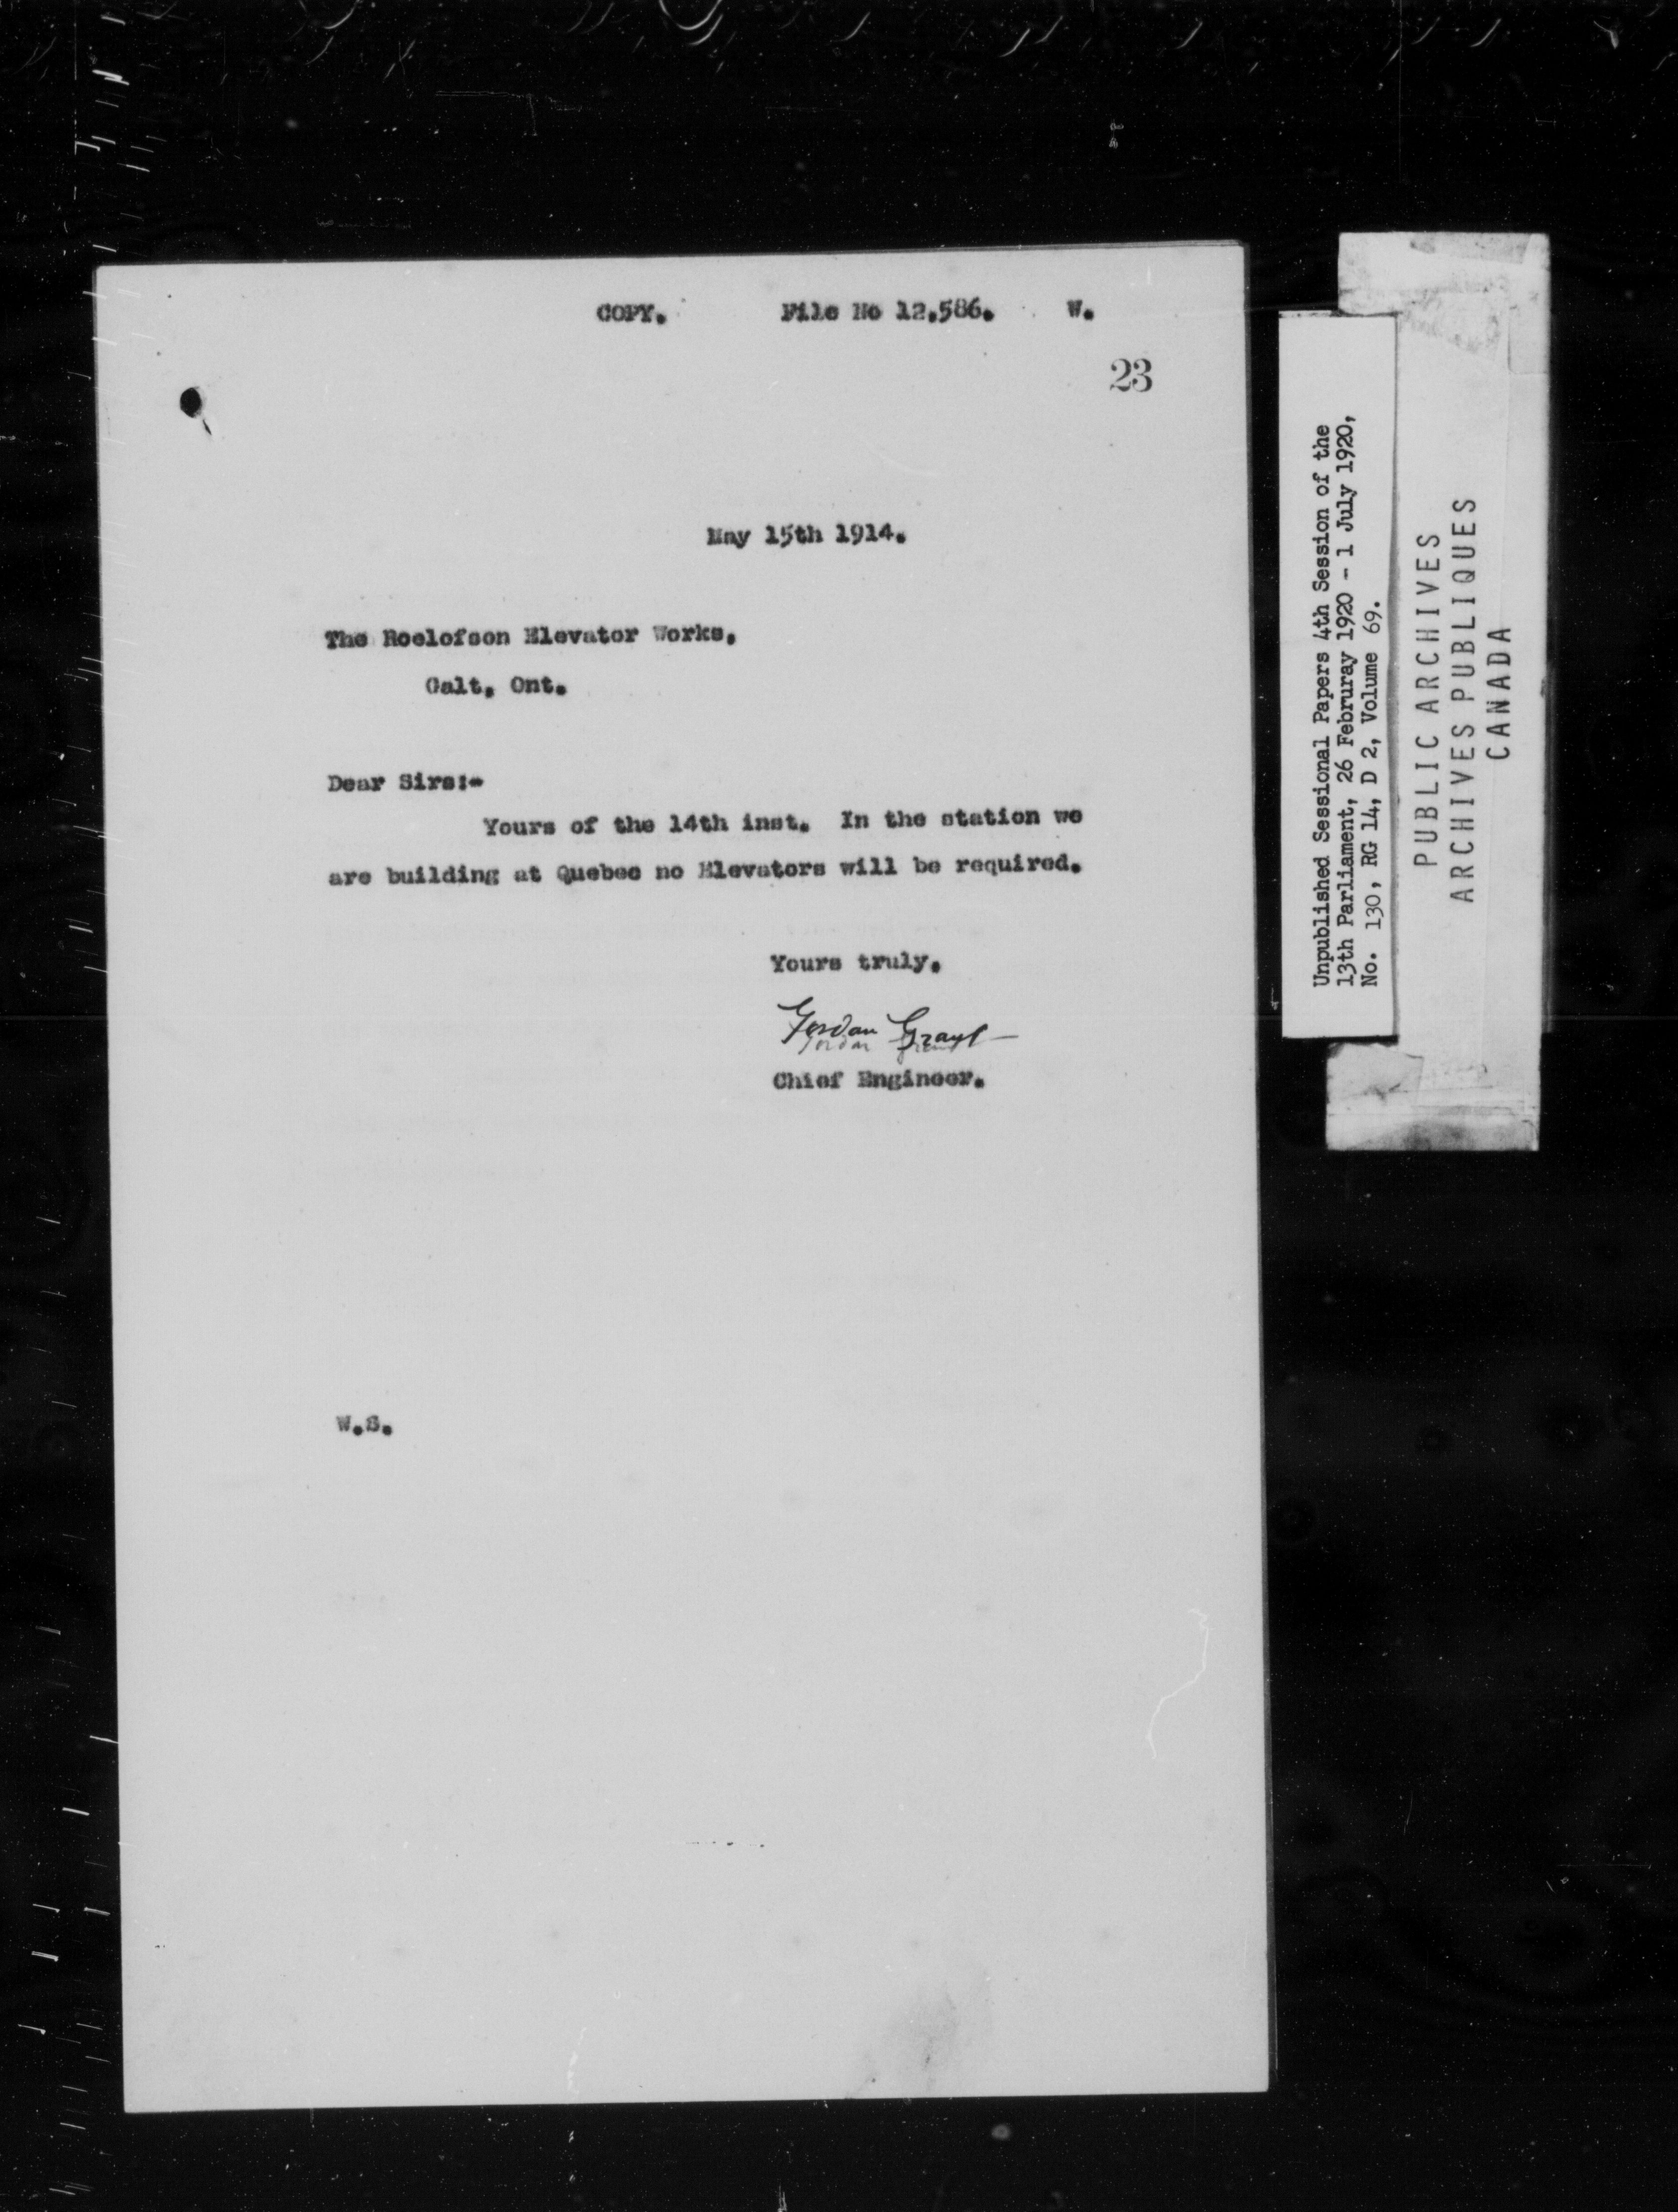 COPY. File No 12.586. W.
23
May 15th 1914.
The Roelofson Elevator Works,
Galt, Ont.
Dear Sirs:-
Yours of the 14th inst. In the station we
are building at Quebec no Elevators will be required.
Yours truly,
Gordon Grant
Chief Engineer.
W.S.
Unpublished Sessional Papers 4th Session of the
13th Parliament, 26 Februray 1920 - 1 July 1920,
No. 130, RG 14, D 2, Volume 69.
PUBLIC ARCHIVES
ARCHIVES PUBLIQUES
CANADA